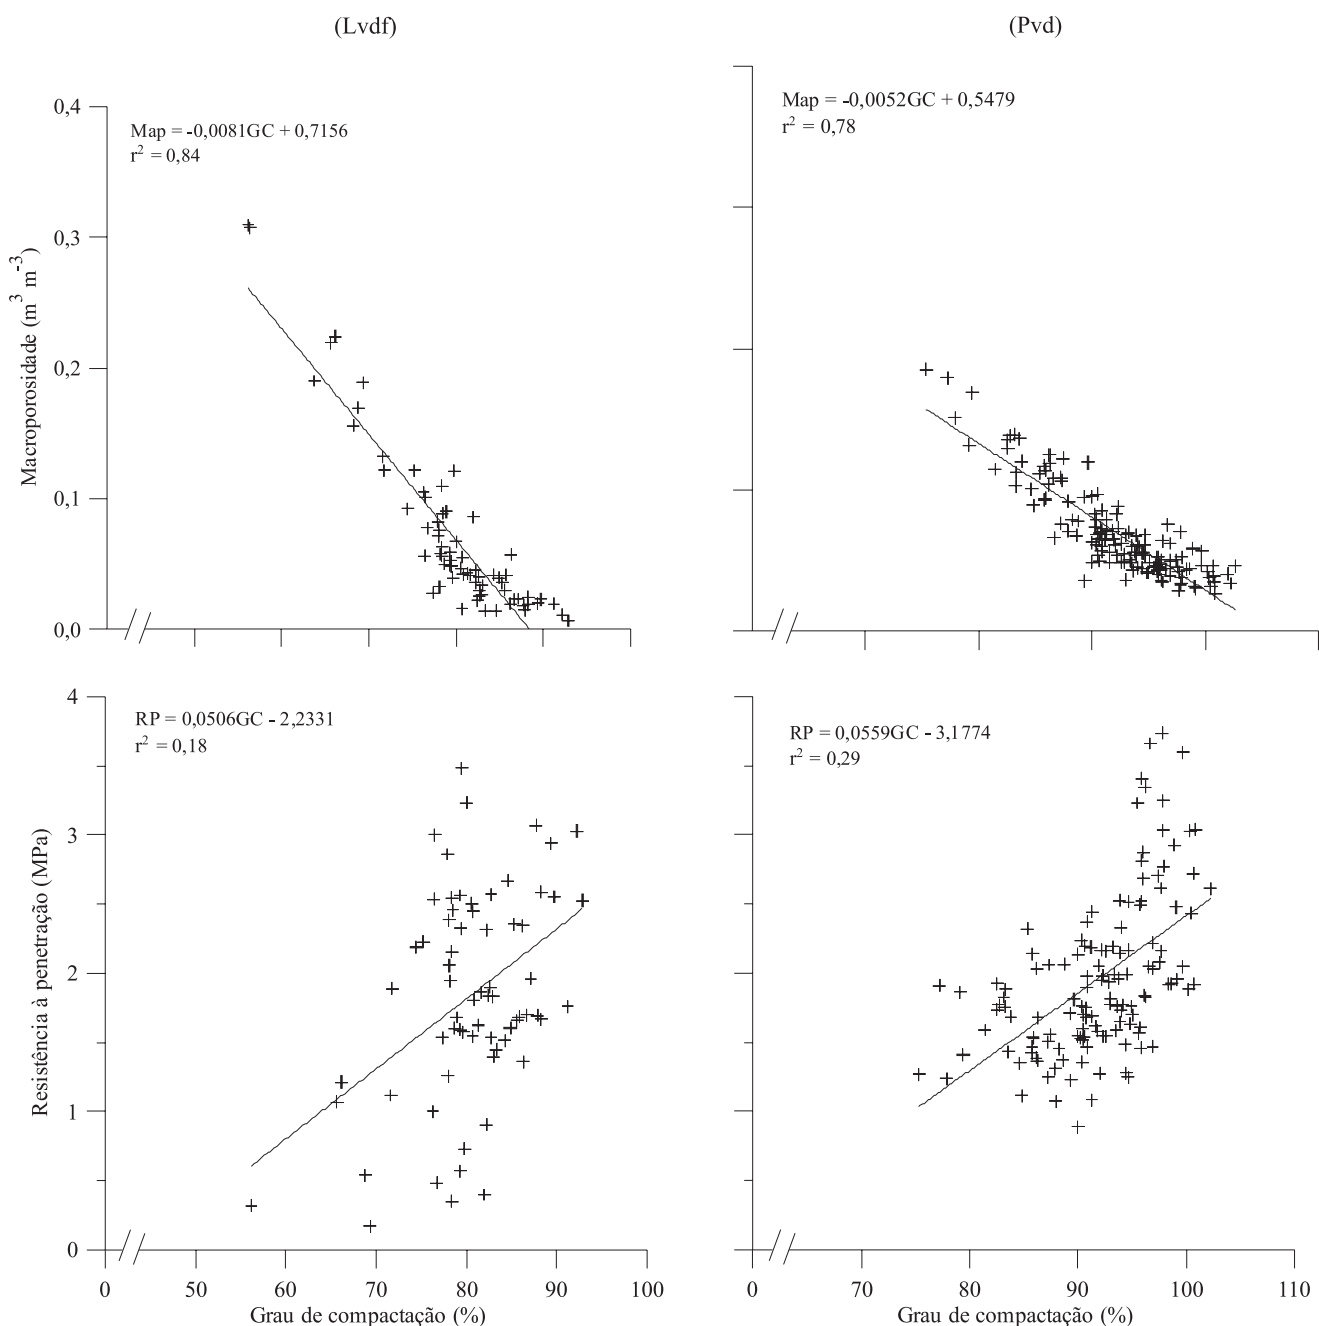 (Lvdf)
(Pvd)
Map = -0,0081GC + 0,7156
r² = 0,84
Map = -0,0052GC + 0,5479
r² = 0,78
Macroporosidade (m³ m⁻³)
0,4
0,3
0,2
0,1
0,0
RP = 0,0506GC - 2,2331
r² = 0,18
RP = 0,0559GC - 3,1774
r² = 0,29
Resistência à penetração (MPa)
4
3
2
1
0
0 50 60 70 80 90 100
0 70 80 90 100 110
Grau de compactação (%)
Grau de compactação (%)